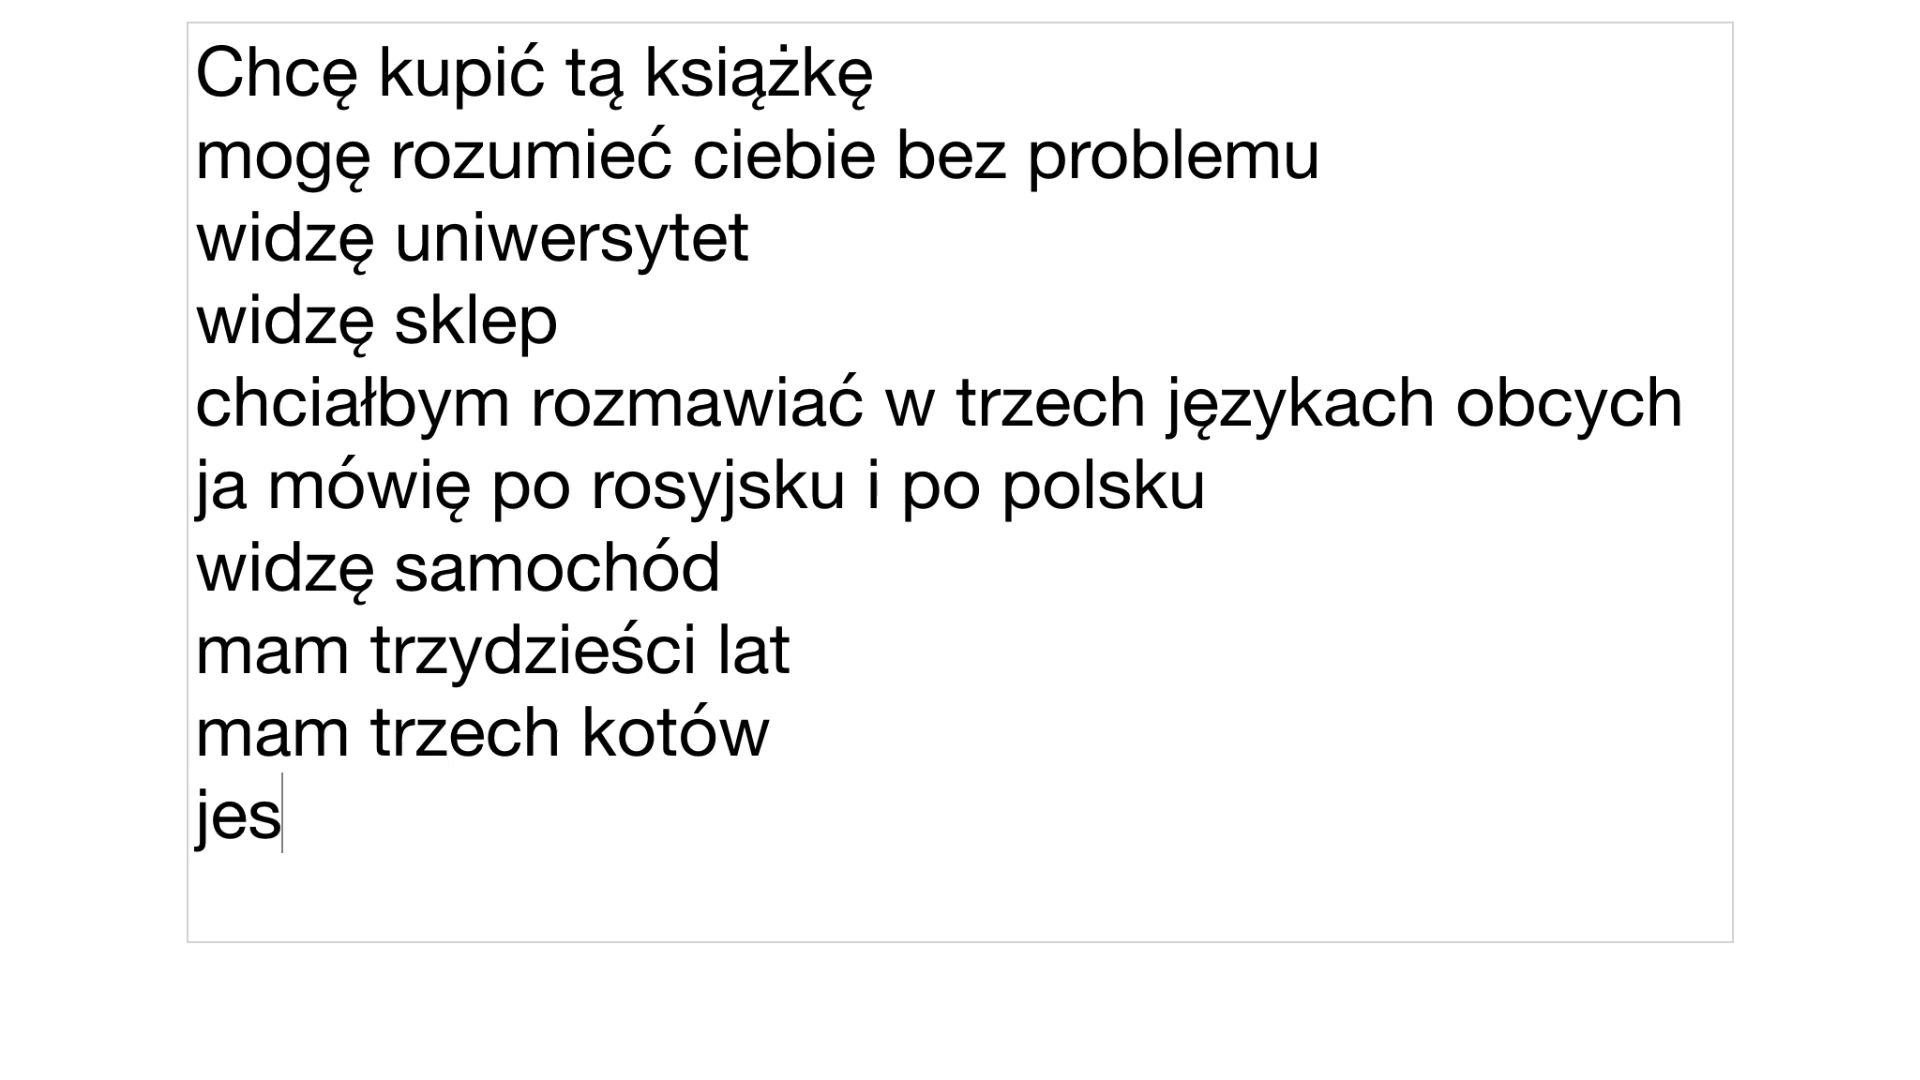 Chcę kupić tą książkę
mogę rozumieć ciebie bez problemu
widzę uniwersytet
widzę sklep
chciałbym rozmawiać w trzech językach obcych
ja mówię po rosyjsku i po polsku
widzę samochód
mam trzydzieści lat
mam trzech kotów
jes